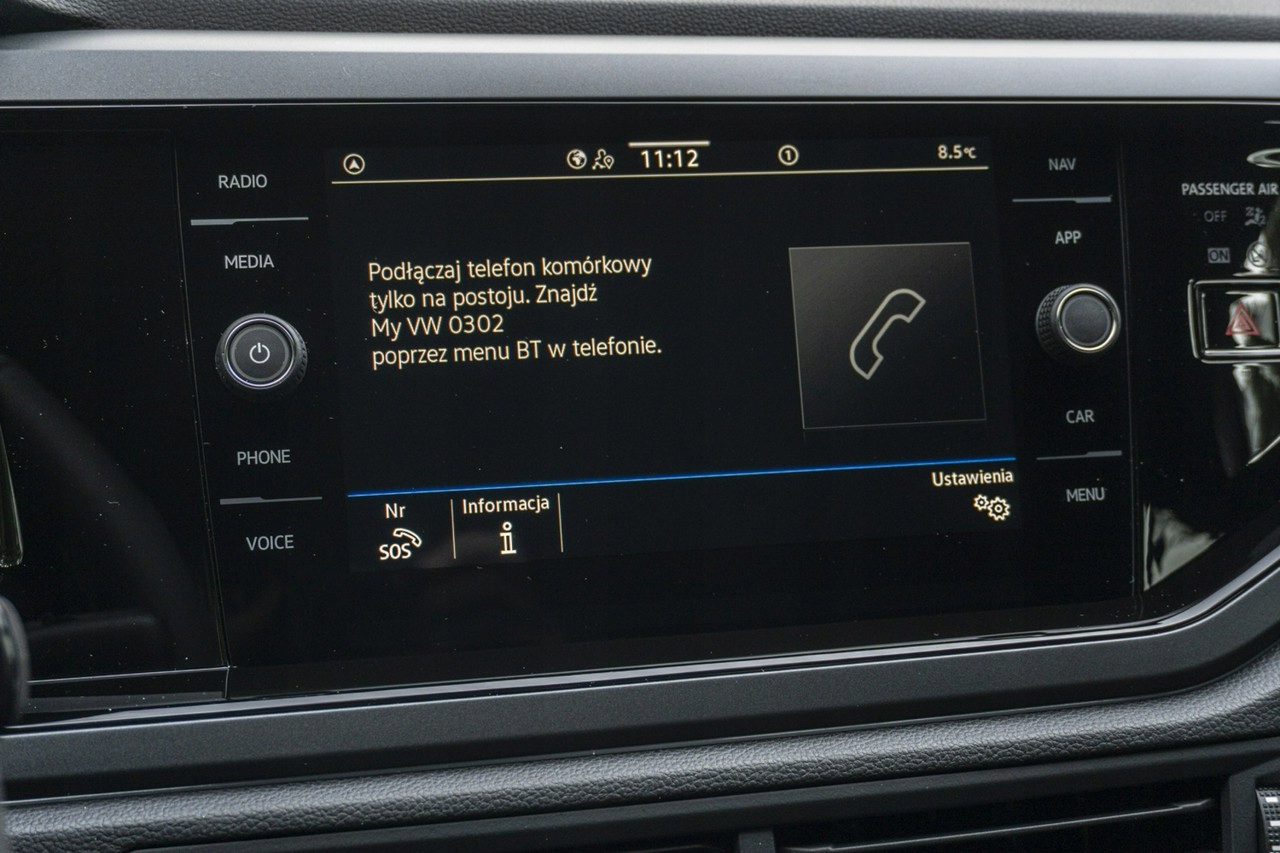 RADIO
MEDIA
PHONE
VOICE
11:12
1
8.5°C
Podłączaj telefon komórkowy
tylko na postoju. Znajdź
My VW 0302
poprzez menu BT w telefonie.
Nr
SOS
Informacja
i
Ustawienia
NAV
APP
CAR
MENU
PASSENGER AIR
OFF
ON